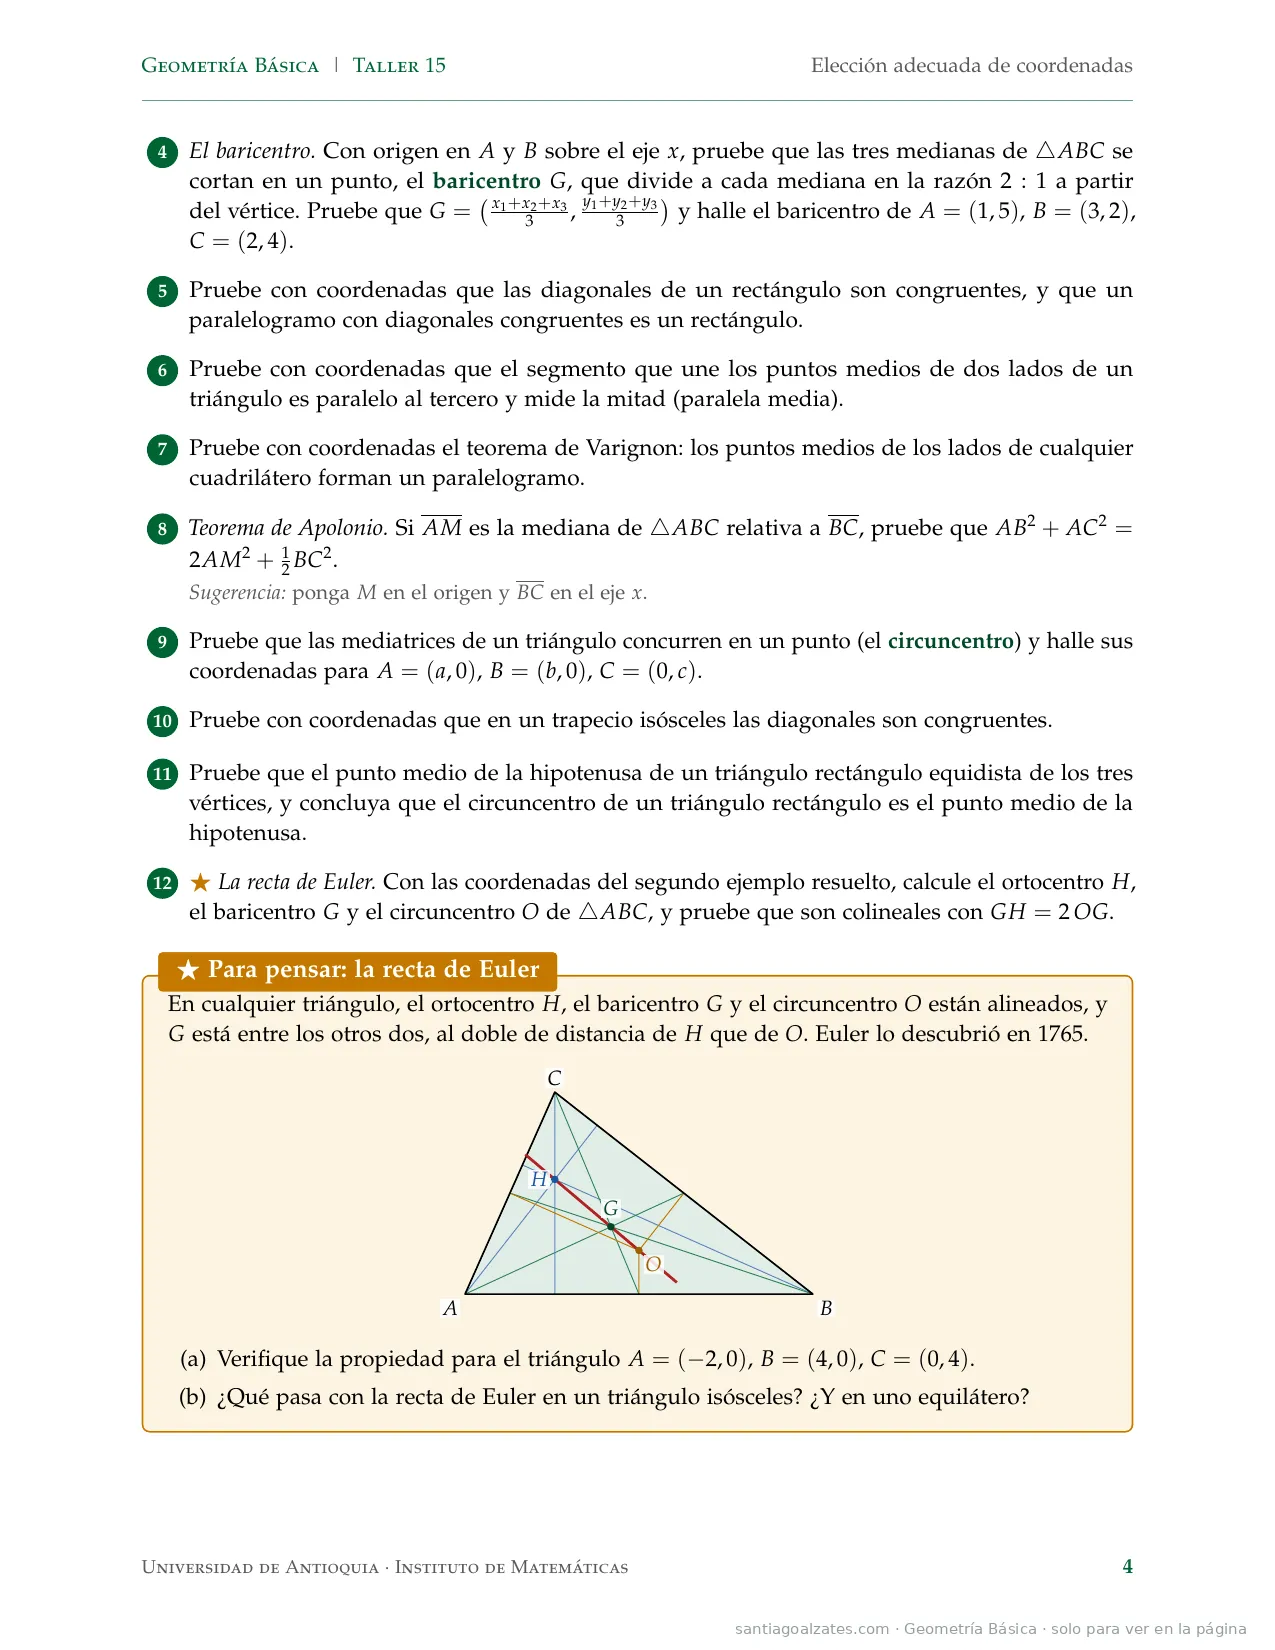 Geometría Básica | Taller 15
Elección adecuada de coordenadas
4 El baricentro. Con origen en A y B sobre el eje x, pruebe que las tres medianas de △ABC se
cortan en un punto, el baricentro G, que divide a cada mediana en la razón 2 : 1 a partir
del vértice. Pruebe que G = ( (x₁+x₂+x₃)/3 , (y₁+y₂+y₃)/3 ) y halle el baricentro de A = (1, 5), B = (3, 2),
C = (2, 4).
5 Pruebe con coordenadas que las diagonales de un rectángulo son congruentes, y que un
paralelogramo con diagonales congruentes es un rectángulo.
6 Pruebe con coordenadas que el segmento que une los puntos medios de dos lados de un
triángulo es paralelo al tercero y mide la mitad (paralela media).
7 Pruebe con coordenadas el teorema de Varignon: los puntos medios de los lados de cualquier
cuadrilátero forman un paralelogramo.
8 Teorema de Apolonio. Si A̅M̅ es la mediana de △ABC relativa a B̅C̅, pruebe que AB² + AC² =
2AM² + ½BC².
Sugerencia: ponga M en el origen y B̅C̅ en el eje x.
9 Pruebe que las mediatrices de un triángulo concurren en un punto (el circuncentro) y halle sus
coordenadas para A = (a, 0), B = (b, 0), C = (0, c).
10 Pruebe con coordenadas que en un trapecio isósceles las diagonales son congruentes.
11 Pruebe que el punto medio de la hipotenusa de un triángulo rectángulo equidista de los tres
vértices, y concluya que el circuncentro de un triángulo rectángulo es el punto medio de la
hipotenusa.
12 ★ La recta de Euler. Con las coordenadas del segundo ejemplo resuelto, calcule el ortocentro H,
el baricentro G y el circuncentro O de △ABC, y pruebe que son colineales con GH = 2 OG.
★ Para pensar: la recta de Euler
En cualquier triángulo, el ortocentro H, el baricentro G y el circuncentro O están alineados, y
G está entre los otros dos, al doble de distancia de H que de O. Euler lo descubrió en 1765.
C
H
G
O
A
B
(a) Verifique la propiedad para el triángulo A = (−2, 0), B = (4, 0), C = (0, 4).
(b) ¿Qué pasa con la recta de Euler en un triángulo isósceles? ¿Y en uno equilátero?
Universidad de Antioquia · Instituto de Matemáticas
4
santiagoalzates.com · Geometría Básica · solo para ver en la página